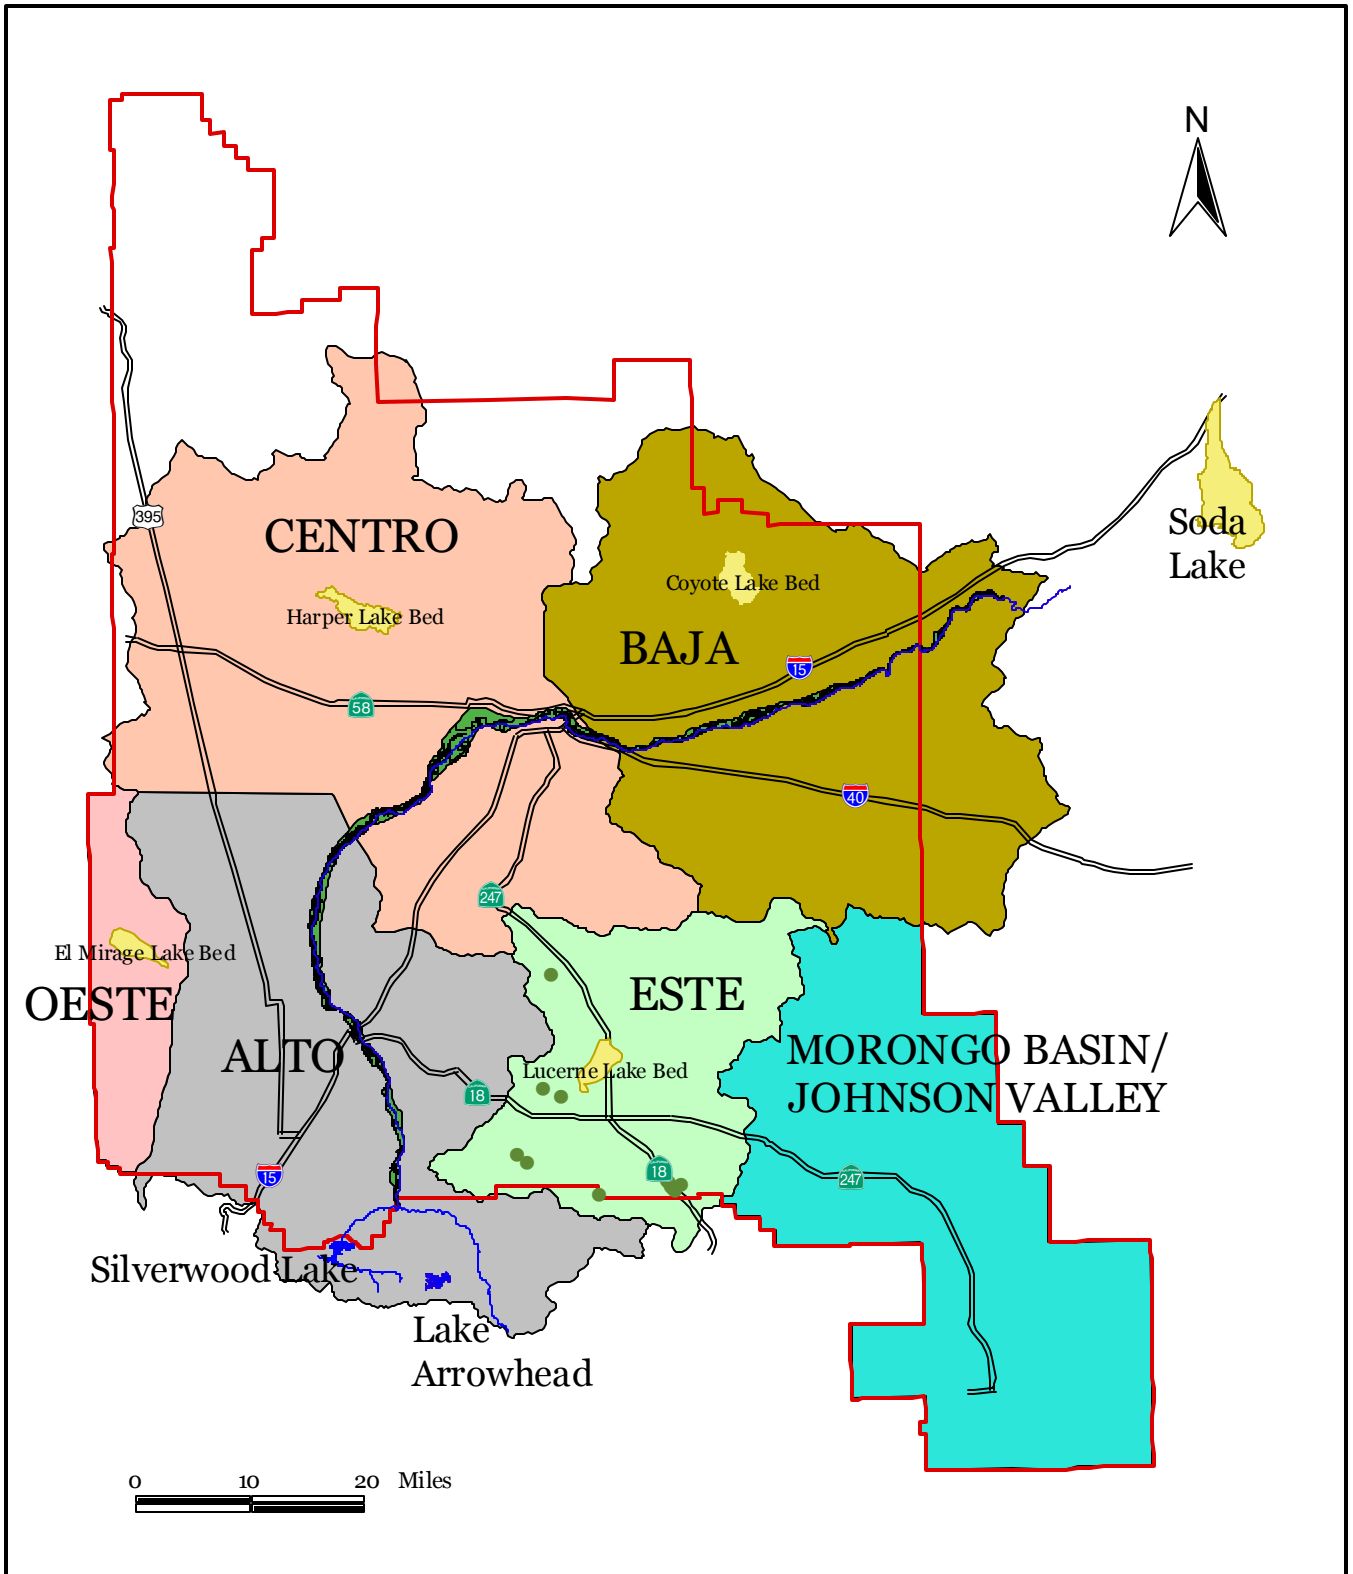 N
395
CENTRO
Soda
Lake
Coyote Lake Bed
Harper Lake Bed
BAJA
15
58
40
247
El Mirage Lake Bed
OESTE
ESTE
ALTO
MORONGO BASIN/
JOHNSON VALLEY
Lucerne Lake Bed
18
15
18
247
Silverwood Lake
Lake
Arrowhead
0 10 20 Miles